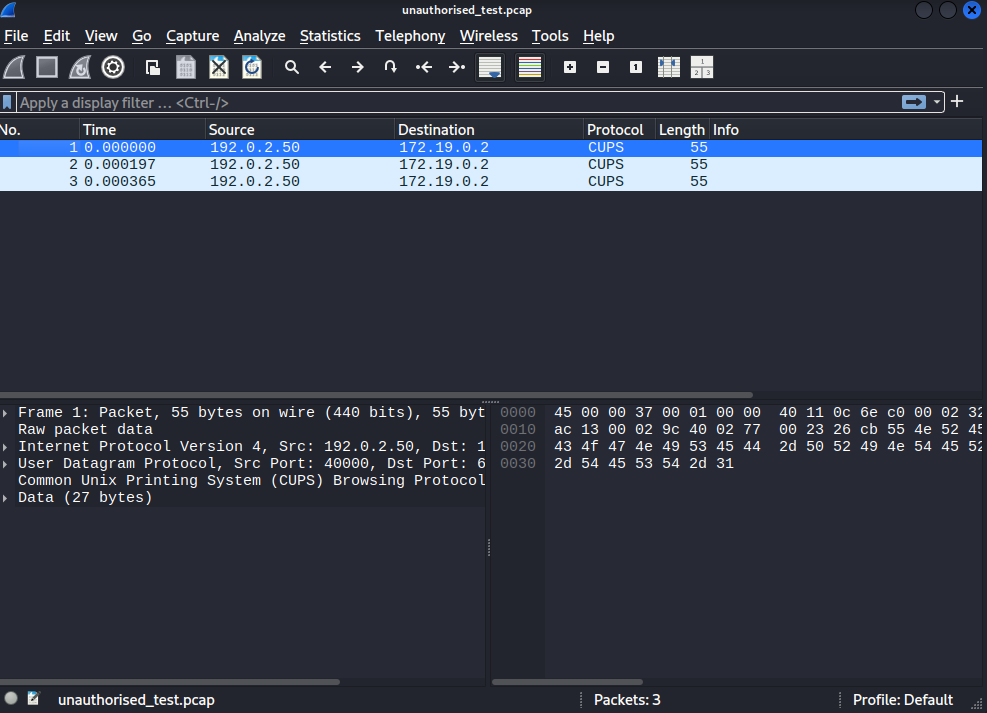 unauthorised_test.pcap
File Edit View Go Capture Analyze Statistics Telephony Wireless Tools Help
Apply a display filter … <Ctrl-/>
No. Time Source Destination Protocol Length Info
1 0.000000 192.0.2.50 172.19.0.2 CUPS 55
2 0.000197 192.0.2.50 172.19.0.2 CUPS 55
3 0.000365 192.0.2.50 172.19.0.2 CUPS 55
Frame 1: Packet, 55 bytes on wire (440 bits), 55 byt
Raw packet data
Internet Protocol Version 4, Src: 192.0.2.50, Dst: 1
User Datagram Protocol, Src Port: 40000, Dst Port: 6
Common Unix Printing System (CUPS) Browsing Protocol
Data (27 bytes)
0000 45 00 00 37 00 01 00 00 40 11 0c 6e c0 00 02 32
0010 ac 13 00 02 9c 40 02 77 00 23 26 cb 55 4e 52 45
0020 43 4f 47 4e 49 53 45 44 2d 50 52 49 4e 54 45 52
0030 2d 54 45 53 54 2d 31
unauthorised_test.pcap Packets: 3 Profile: Default